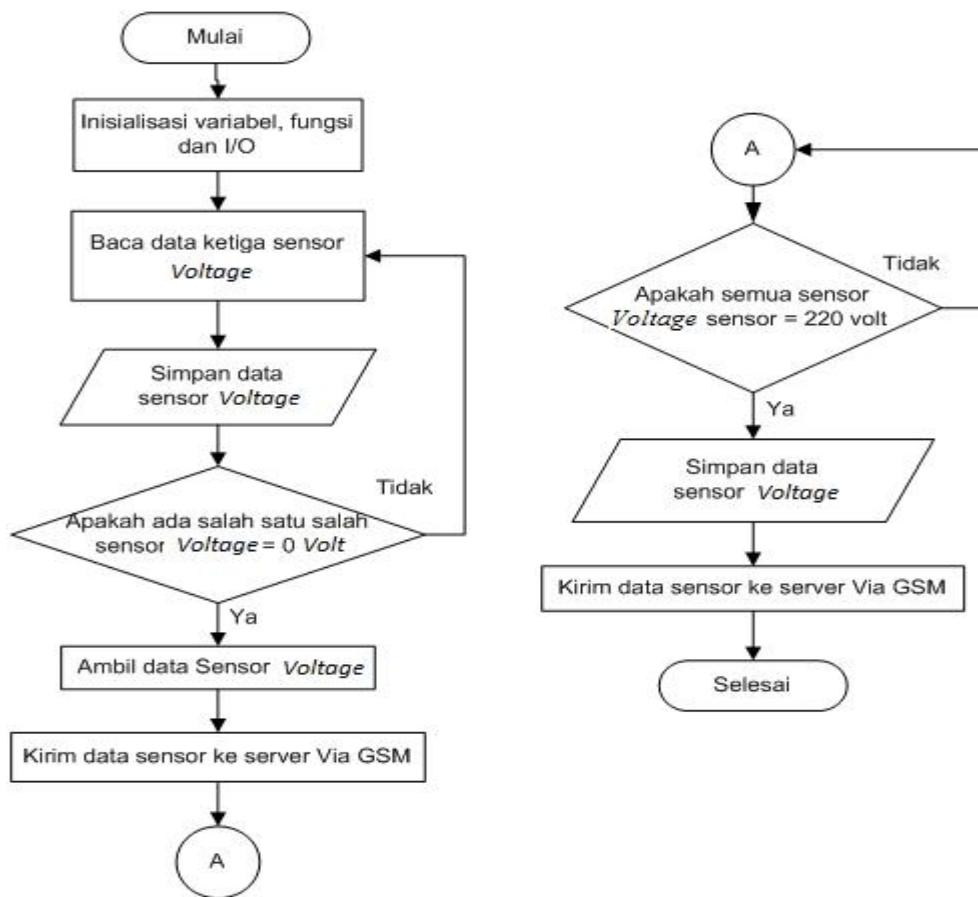 Mulai
Inisialisasi variabel, fungsi
dan I/O
Baca data ketiga sensor
Voltage
Simpan data
sensor Voltage
Tidak
Apakah ada salah satu salah
sensor Voltage = 0 Volt
Ya
Ambil data Sensor Voltage
Kirim data sensor ke server Via GSM
A
A
Tidak
Apakah semua sensor
Voltage sensor = 220 volt
Ya
Simpan data
sensor Voltage
Kirim data sensor ke server Via GSM
Selesai